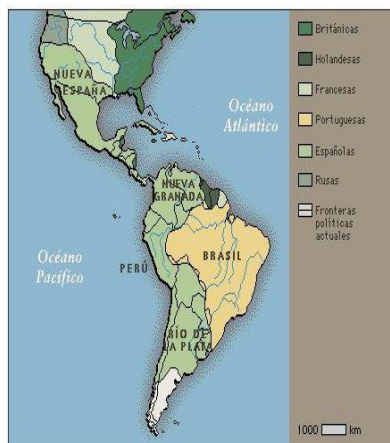 NUEVA
ESPAÑA
Océano
Atlántico
NUEVA
GRANADA
Océano
Pacífico
PERÚ
BRASIL
RÍO DE
LA PLATA
Británicas
Holandesas
Francesas
Portuguesas
Españolas
Rusas
Fronteras
políticas
actuales
1000 km